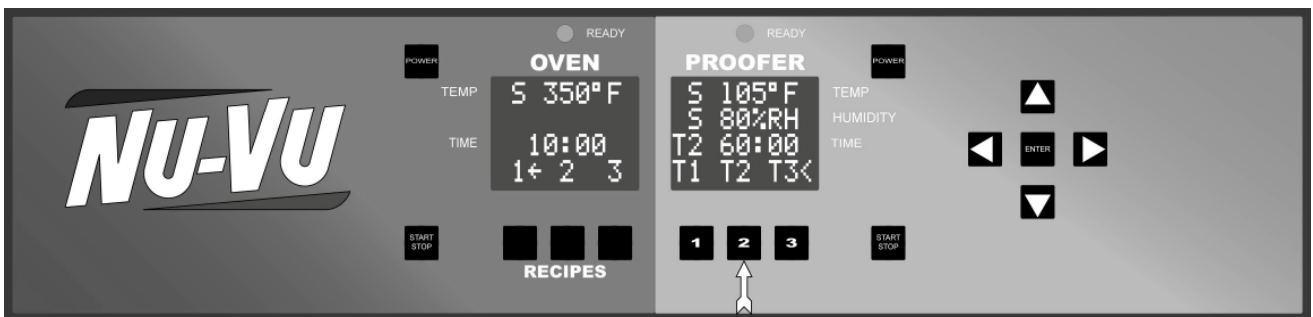 READY
READY
POWER
OVEN
PROOFER
POWER
TEMP
S 350°F
S 105°F
TEMP
S 80%RH
HUMIDITY
TIME
10:00
T2 60:00
TIME
1← 2 3
T1 T2 T3<
NU-VU
ENTER
START
STOP
1 2 3
START
STOP
RECIPES